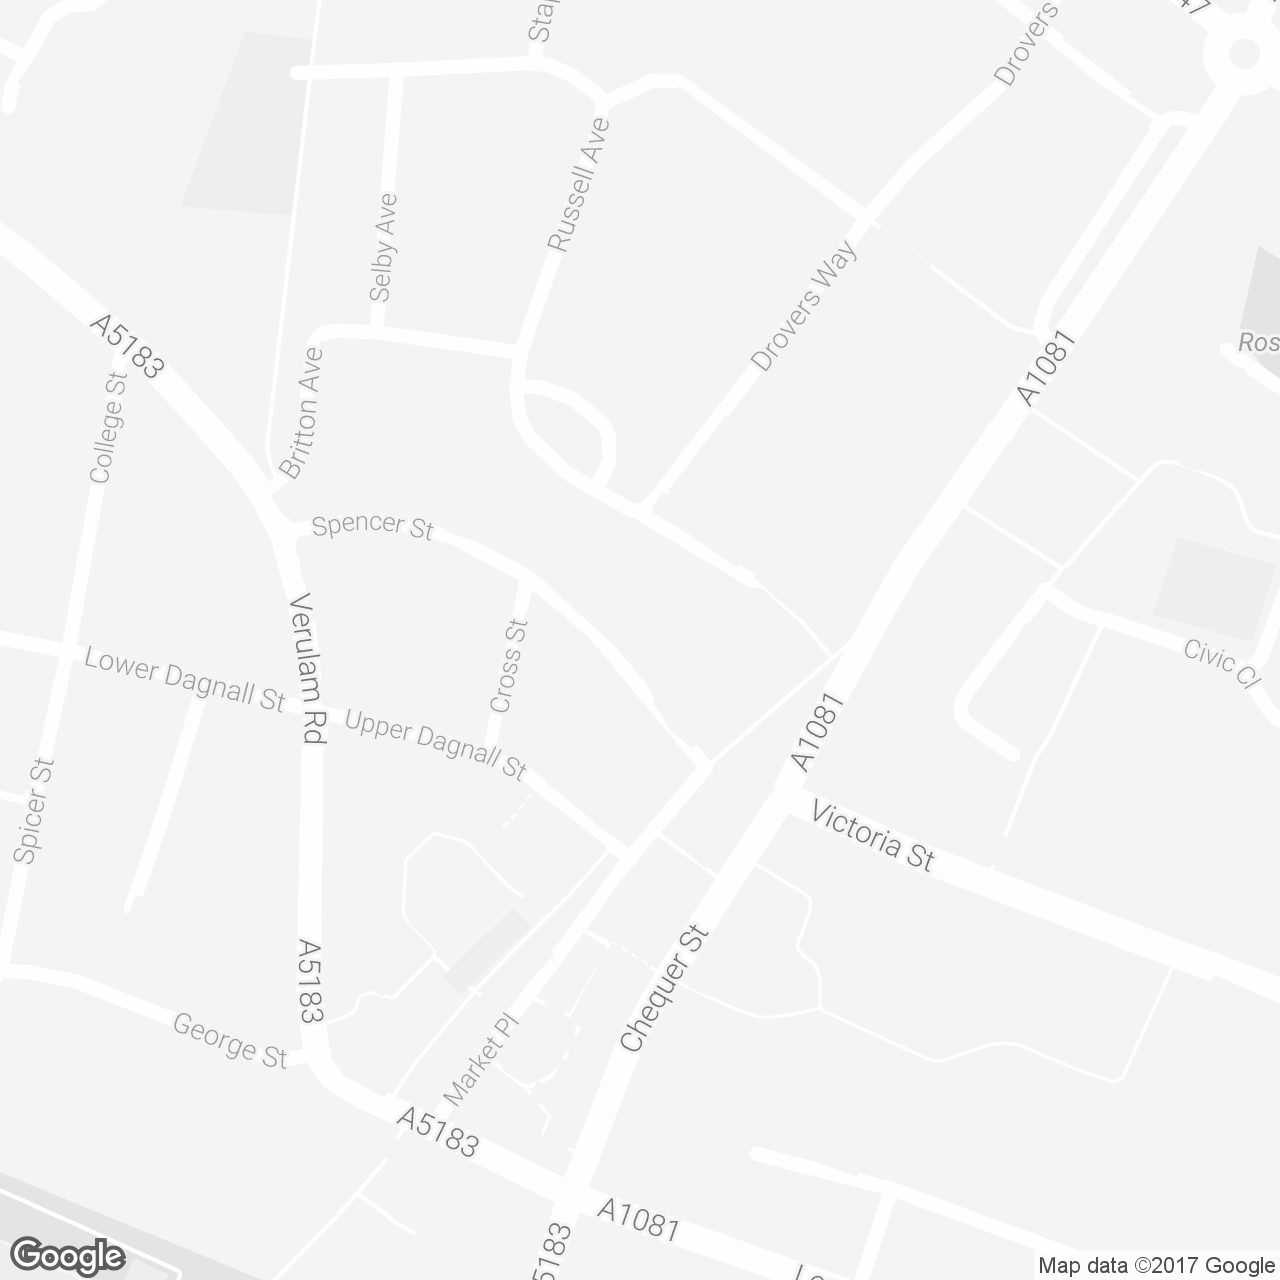 Drovers
Russell Ave
Selby Ave
Drovers Way
A5183
A1081
College St
Britton Ave
Spencer St
Verulam Rd
Cross St
Lower Dagnall St
Civic Cl
Upper Dagnall St
A1081
Spicer St
Victoria St
A5183
Chequer St
George St
Market Pl
A5183
A1081
Google
Map data ©2017 Google